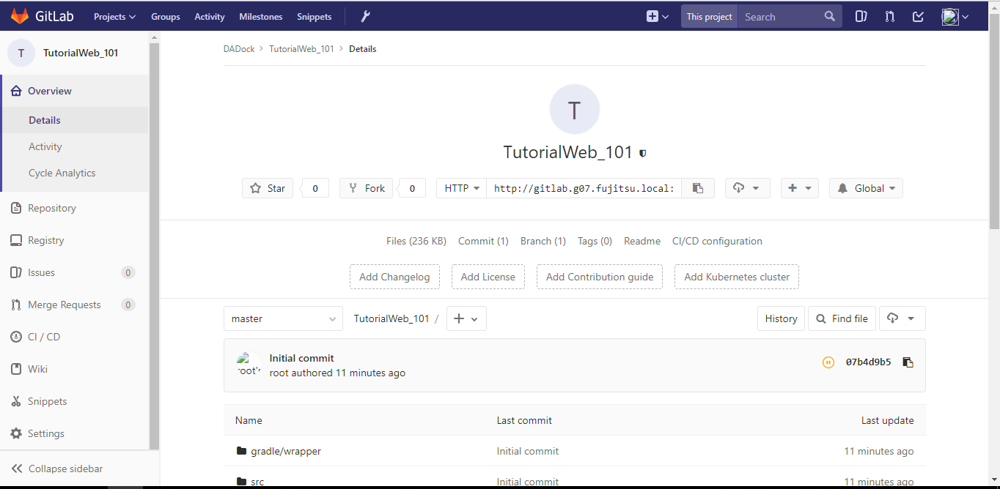 GitLab Projects Groups Activity Milestones Snippets This project Search
T TutorialWeb_101
Overview
Details
Activity
Cycle Analytics
Repository
Registry
Issues 0
Merge Requests 0
CI / CD
Wiki
Snippets
Settings
Collapse sidebar
DADock > TutorialWeb_101 > Details
T
TutorialWeb_101
Star 0 Fork 0 HTTP http://gitlab.g07.fujitsu.local: Global
Files (236 KB) Commit (1) Branch (1) Tags (0) Readme CI/CD configuration
Add Changelog Add License Add Contribution guide Add Kubernetes cluster
master TutorialWeb_101 / History Find file
Initial commit
root's
root authored 11 minutes ago
07b4d9b5
Name Last commit Last update
gradle/wrapper Initial commit 11 minutes ago
src Initial commit 11 minutes ago